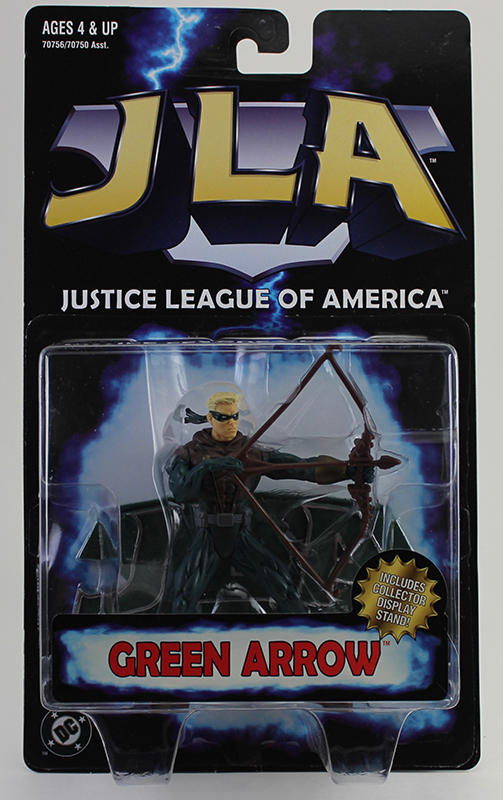 AGES 4 & UP
70756/70750 Asst.
JLA™
JUSTICE LEAGUE OF AMERICA™
INCLUDES
COLLECTOR
DISPLAY
STAND!
GREEN ARROW™
DC